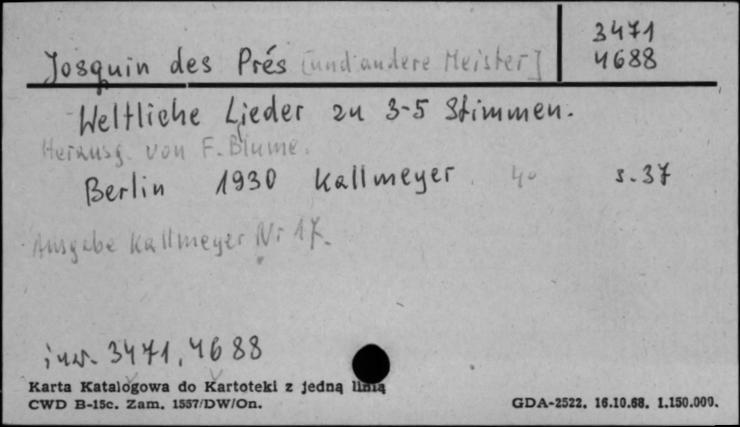 3471
Josquin des Prés [und andere Meister] 4688
Weltliche Lieder zu 3-5 Stimmen.
Herausg. von F. Blume.
Berlin 1930 Kallmeyer 4° s. 37
Ausgabe Kallmeyer Nr 17.
inw. 3471, 4688
Karta Katalogowa do Kartoteki z jedną linią
CWD B-15c. Zam. 1557/DW/On. GDA-2522. 16.10.68. 1.150.000.